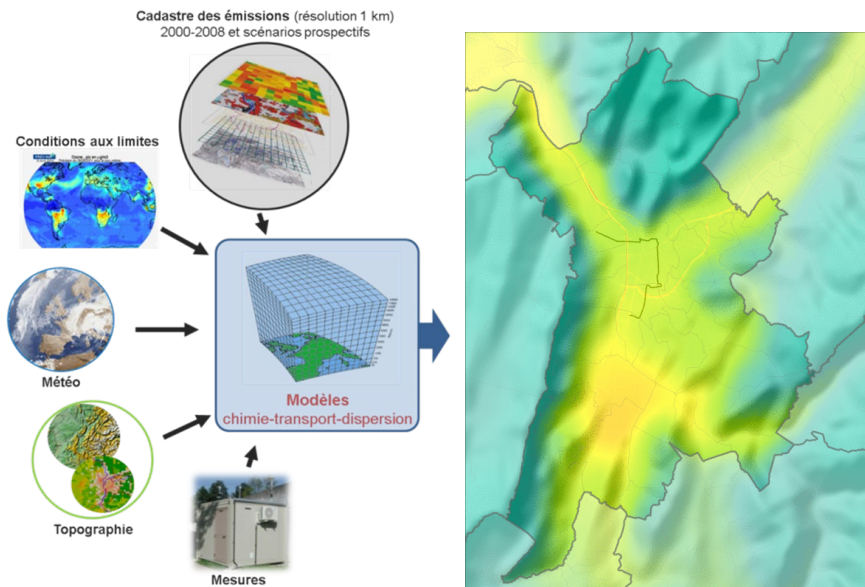 Cadastre des émissions (résolution 1 km)
2000-2008 et scénarios prospectifs
Conditions aux limites
Météo
Modèles
chimie-transport-dispersion
Topographie
Mesures